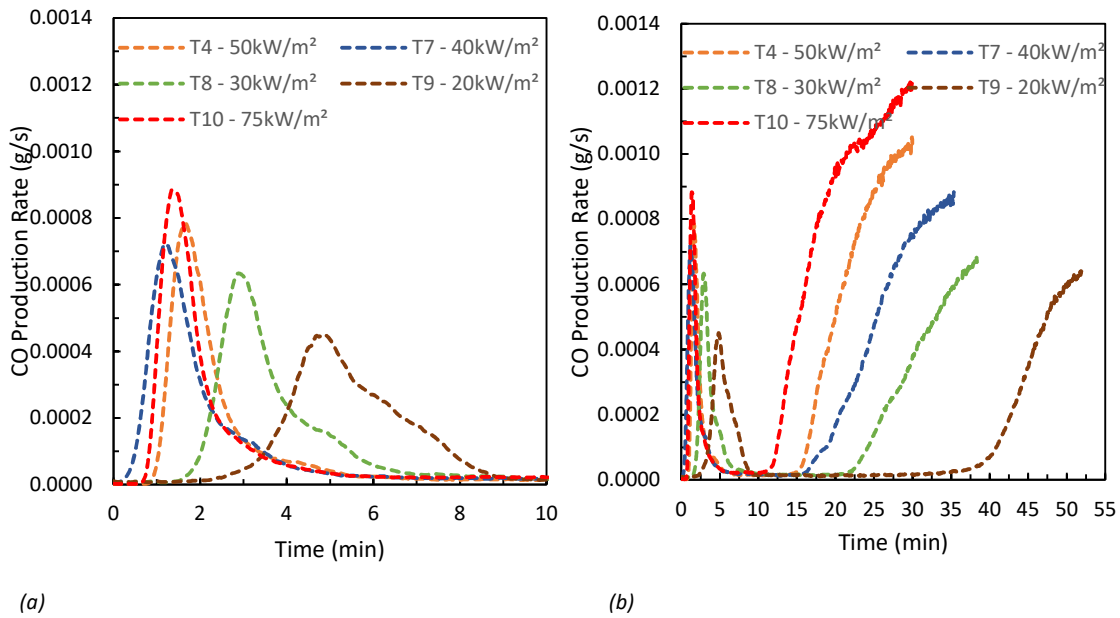 0.0014
0.0012
0.0010
0.0008
0.0006
0.0004
0.0002
0.0000
CO Production Rate (g/s)
T4 - 50kW/m² T7 - 40kW/m²
T8 - 30kW/m² T9 - 20kW/m²
T10 - 75kW/m²
0 2 4 6 8 10
Time (min)
(a)
0.0014
0.0012
0.0010
0.0008
0.0006
0.0004
0.0002
0.0000
CO Production Rate (g/s)
T4 - 50kW/m² T7 - 40kW/m²
T8 - 30kW/m² T9 - 20kW/m²
T10 - 75kW/m²
0 5 10 15 20 25 30 35 40 45 50 55
Time (min)
(b)